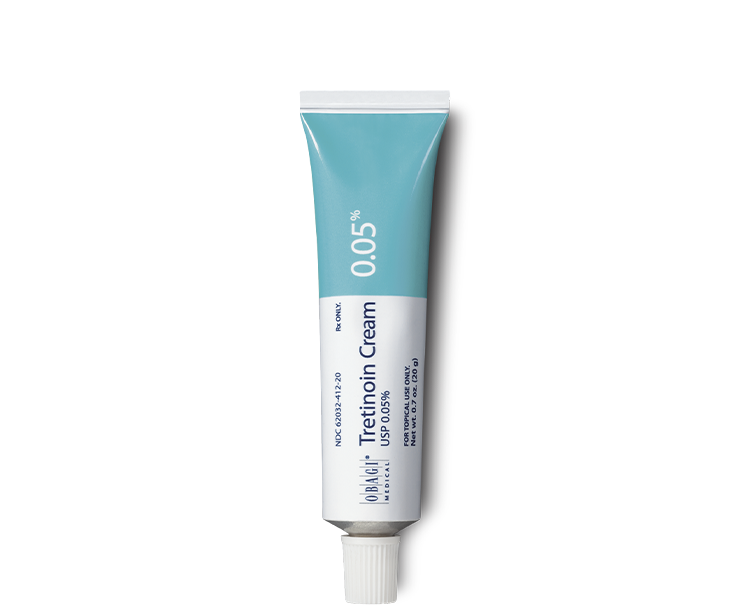 0.05%
NDC 62032-412-20
Rx ONLY.
Tretinoin Cream
USP 0.05%
FOR TOPICAL USE ONLY.
Net wt. 0.7 oz. (20 g)
OBAGI®
MEDICAL